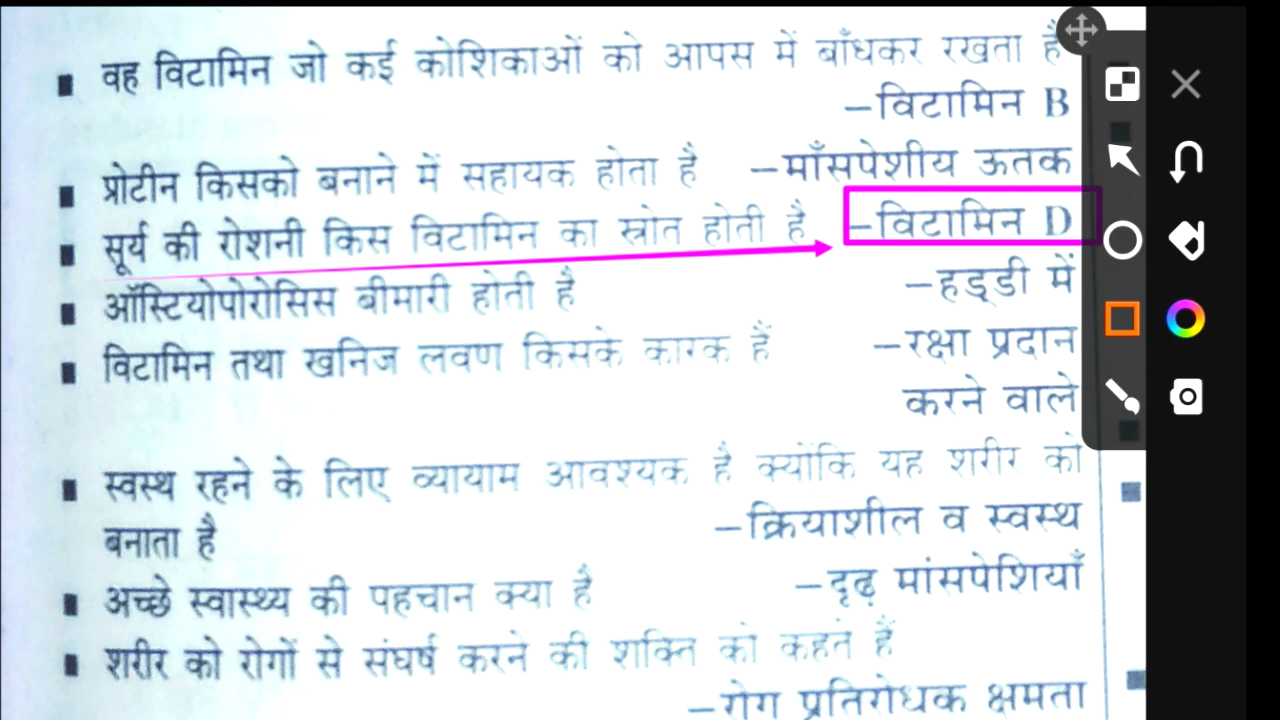 वह विटामिन जो कई कोशिकाओं को आपस में बाँधकर रखता है
–विटामिन B
प्रोटीन किसको बनाने में सहायक होता है –माँसपेशीय ऊतक
सूर्य की रोशनी किस विटामिन का स्रोत होती है –विटामिन D
ऑस्टियोपोरोसिस बीमारी होती है –हड्डी में
विटामिन तथा खनिज लवण किसके कारक हैं –रक्षा प्रदान
करने वाले
स्वस्थ रहने के लिए व्यायाम आवश्यक है क्योंकि यह शरीर को
बनाता है –क्रियाशील व स्वस्थ
अच्छे स्वास्थ्य की पहचान क्या है –दृढ़ मांसपेशियाँ
शरीर को रोगों से संघर्ष करने की शक्ति को कहते हैं
–रोग प्रतिरोधक क्षमता